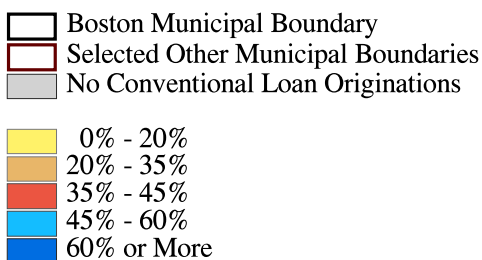 Boston Municipal Boundary
Selected Other Municipal Boundaries
No Conventional Loan Originations
0% - 20%
20% - 35%
35% - 45%
45% - 60%
60% or More